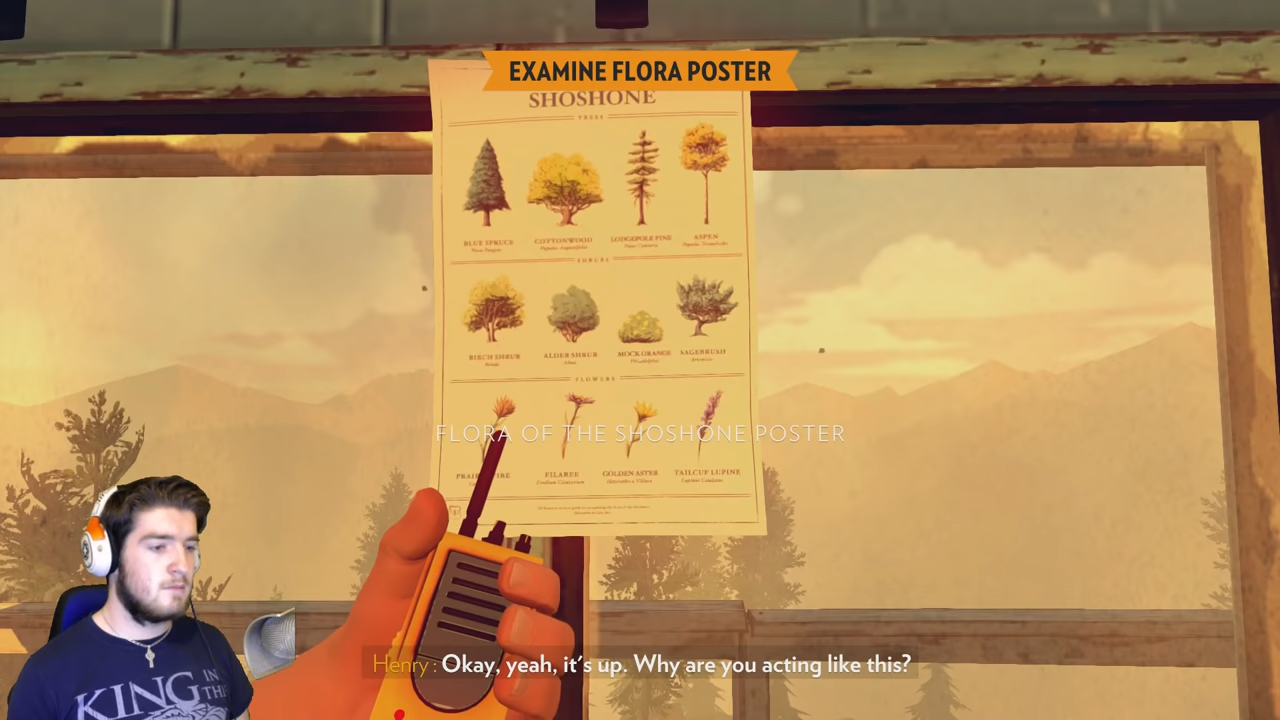 EXAMINE FLORA POSTER
SHOSHONE
TREES
BLUE SPRUCE
COTTONWOOD
LODGEPOLE PINE
ASPEN
SHRUBS
BIRCH SHRUB
ALDER SHRUB
MOCK ORANGE
SAGEBRUSH
FLOWERS
FLORA OF THE SHOSHONE POSTER
FILAREE
GOLDEN ASTER
TAILCUP LUPINE
KING IN THE
Henry: Okay, yeah, it's up. Why are you acting like this?